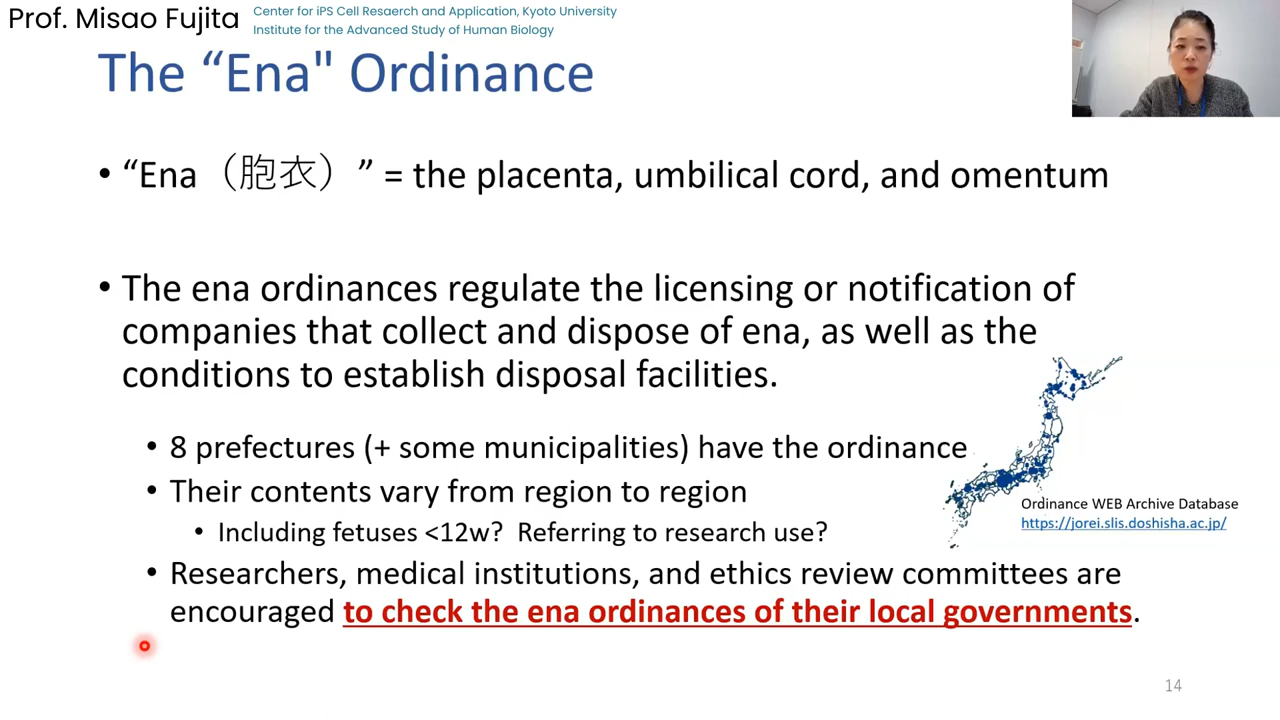 Prof. Misao Fujita
Center for iPS Cell Resaerch and Application, Kyoto University
Institute for the Advanced Study of Human Biology
The “Ena" Ordinance
• “Ena（胞衣）” = the placenta, umbilical cord, and omentum
• The ena ordinances regulate the licensing or notification of
companies that collect and dispose of ena, as well as the
conditions to establish disposal facilities.
• 8 prefectures (+ some municipalities) have the ordinance
• Their contents vary from region to region
• Including fetuses <12w? Referring to research use?
Ordinance WEB Archive Database
https://jorei.slis.doshisha.ac.jp/
• Researchers, medical institutions, and ethics review committees are
encouraged to check the ena ordinances of their local governments.
14